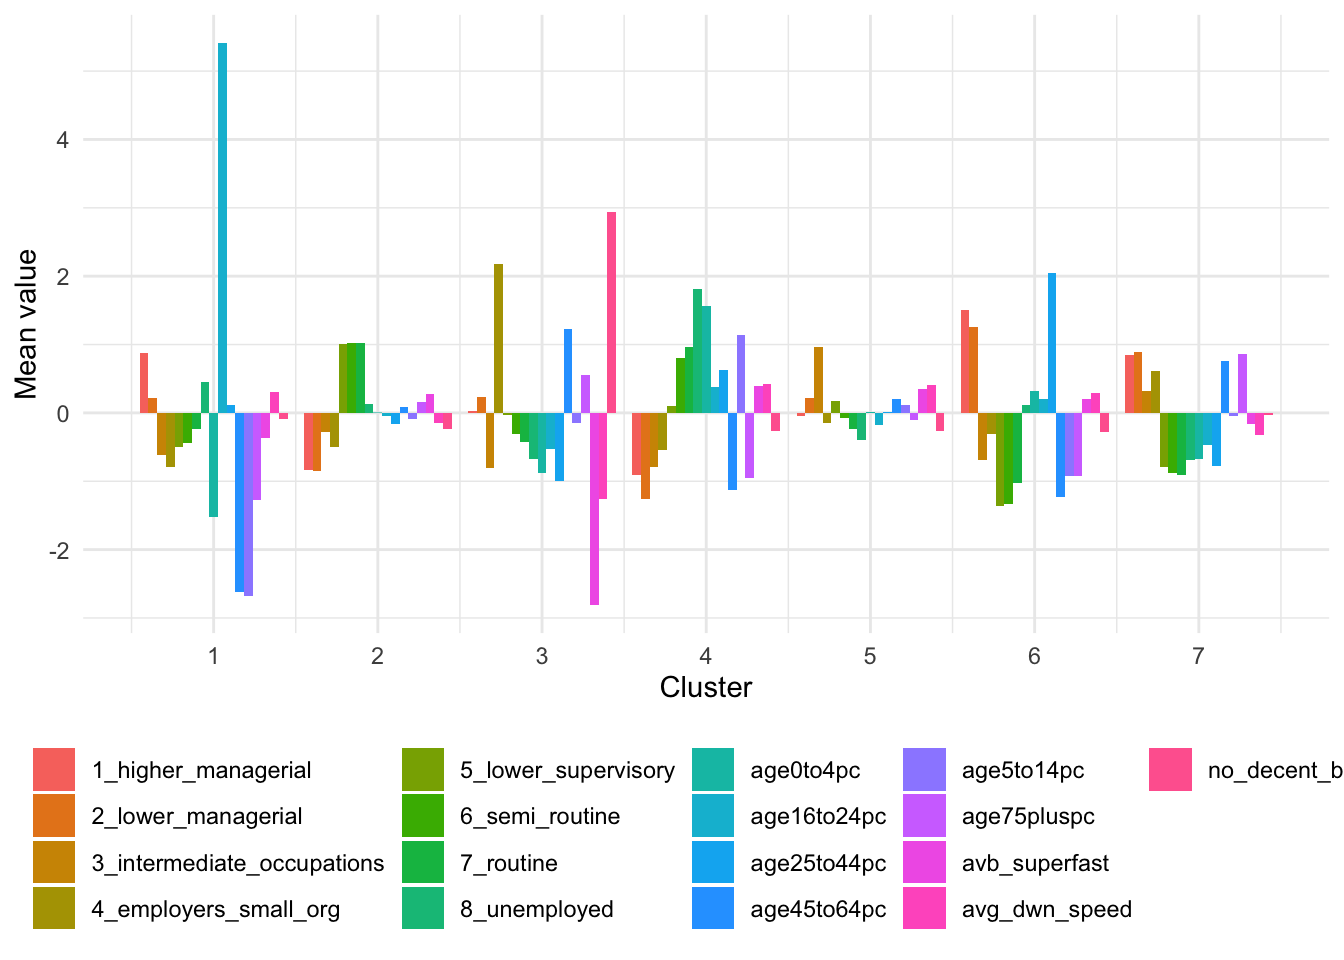 4
2
0
-2
Mean value
1 2 3 4 5 6 7
Cluster
1_higher_managerial
2_lower_managerial
3_intermediate_occupations
4_employers_small_org
5_lower_supervisory
6_semi_routine
7_routine
8_unemployed
age0to4pc
age16to24pc
age25to44pc
age45to64pc
age5to14pc
age75pluspc
avb_superfast
avg_dwn_speed
no_decent_b